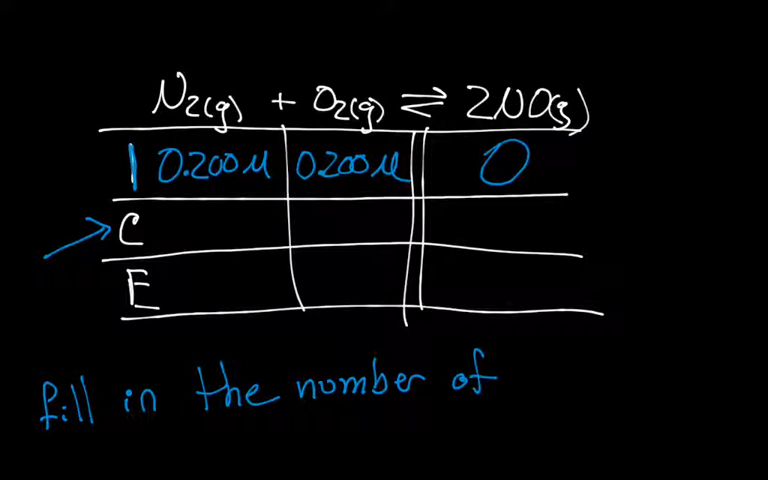 N2(g) + O2(g) ⇌ 2NO(g)
I 0.200M 0.200M 0
C
E
fill in the number of